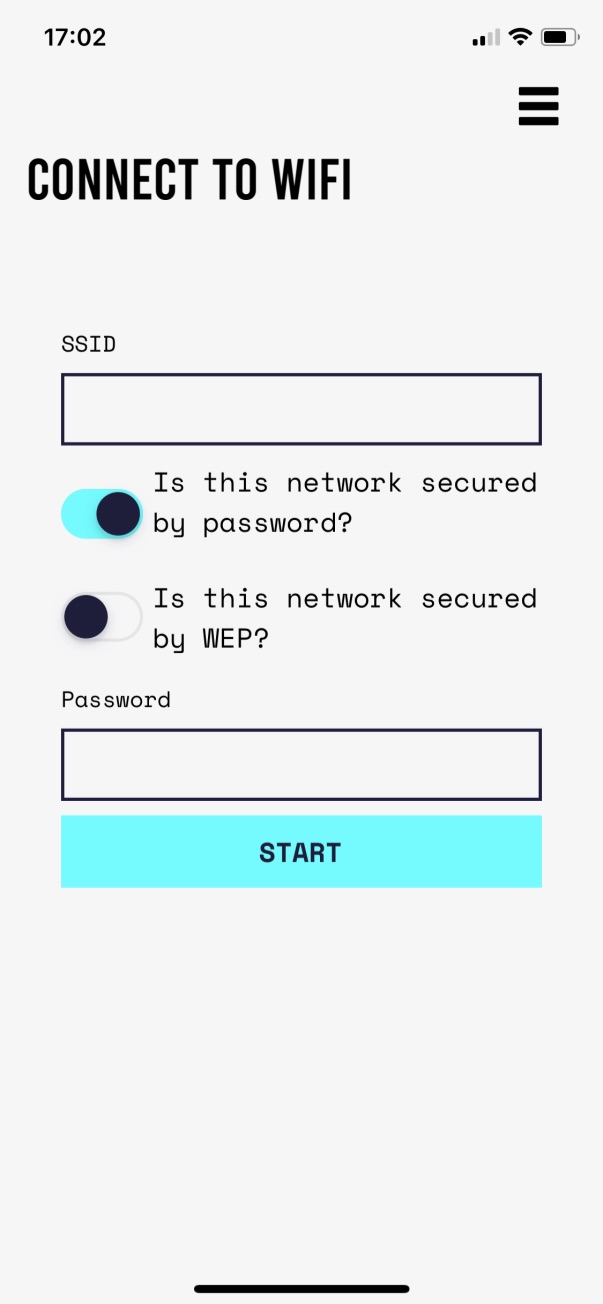 17:02
CONNECT TO WIFI
SSID
Is this network secured
by password?
Is this network secured
by WEP?
Password
START